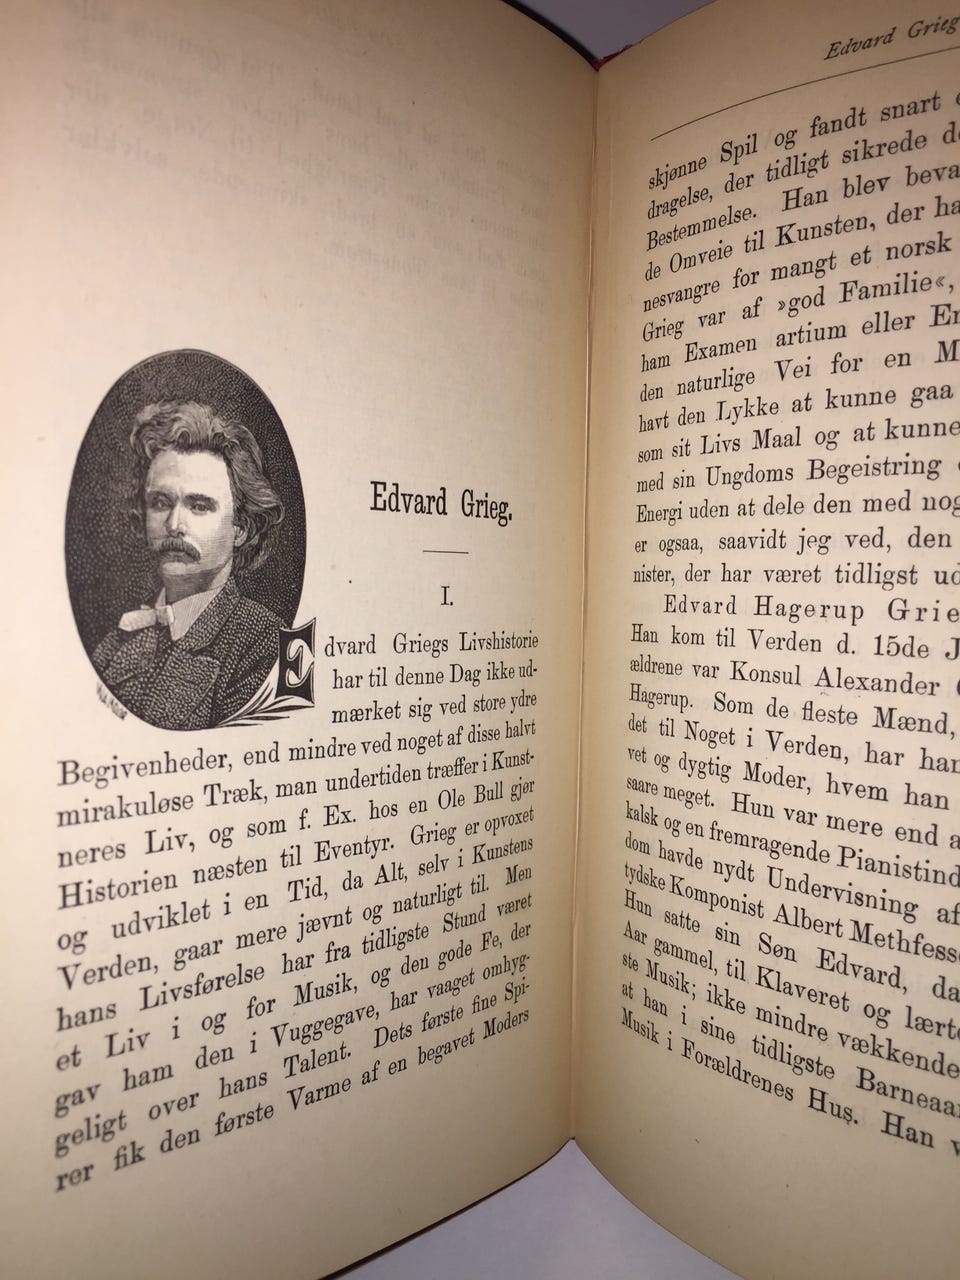 Edvard Grieg.
I.
Edvard Griegs Livshistorie
har til denne Dag ikke ud-
mærket sig ved store ydre
Begivenheder, end mindre ved noget af disse halvt
mirakuløse Træk, man undertiden træffer i Kunst-
neres Liv, og som f. Ex. hos en Ole Bull gjør
Historien næsten til Eventyr. Grieg er opvoxet
og udviklet i en Tid, da Alt, selv i Kunstens
Verden, gaar mere jævnt og naturligt til. Men
hans Livsførelse har fra tidligste Stund været
et Liv i og for Musik, og den gode Fe, der
gav ham den i Vuggegave, har vaaget omhyg-
geligt over hans Talent. Dets første fine Spi-
rer fik den første Varme af en begavet Moders
Edvard Grieg
skjønne Spil og fandt snart
dragelse, der tidligt sikrede
Bestemmelse. Han blev
de Omveie til Kunsten, der
nesvangre for mangt et norsk
Grieg var af »god Familie«,
ham Examen artium eller
den naturlige Vei for en
havt den Lykke at kunne gaa
som sit Livs Maal og at kunne
med sin Ungdoms Begeistring
Energi uden at dele den med
er ogsaa, saavidt jeg ved, den
nister, der har været tidligst
Edvard Hagerup
Han kom til Verden d. 15de
ældrene var Konsul Alexander
Hagerup. Som de fleste Mænd,
det til Noget i Verden, har
vet og dygtig Moder, hvem han
saare meget. Hun var mere end
kalsk og en fremragende
dom havde nydt Undervisning
tydske Komponist Albert
Hun satte sin Søn Edvard,
Aar gammel, til Klaveret og
ste Musik; ikke mindre vækkende
at han i sine tidligste
Musik i Forældrenes Hus. Han